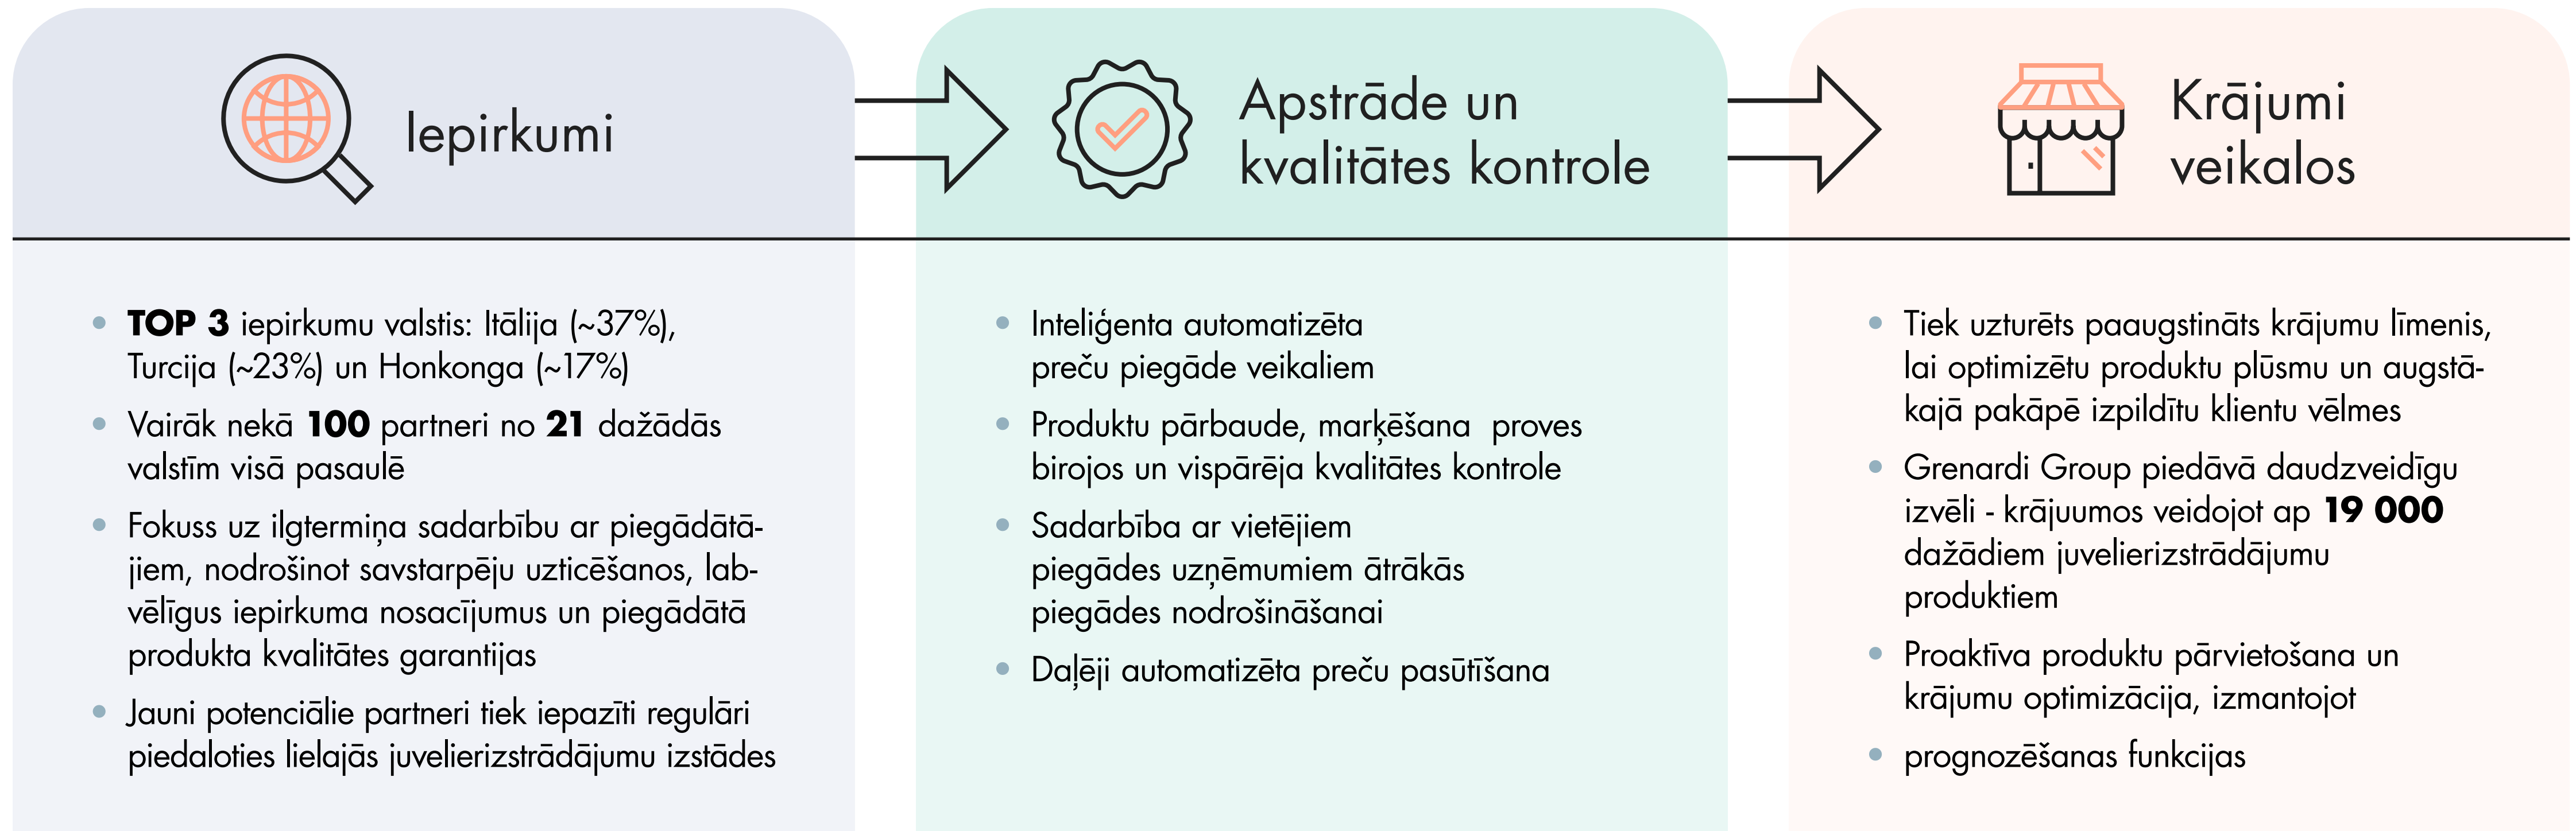 Iepirkumi
Apstrāde un
kvalitātes kontrole
Krājumi
veikalos
• TOP 3 iepirkumu valstis: Itālija (~37%),
Turcija (~23%) un Honkonga (~17%)
• Vairāk nekā 100 partneri no 21 dažādās
valstīm visā pasaulē
• Fokuss uz ilgtermiņa sadarbību ar piegādātā-
jiem, nodrošinot savstarpēju uzticēšanos, lab-
vēlīgus iepirkuma nosacījumus un piegādātā
produkta kvalitātes garantijas
• Jauni potenciālie partneri tiek iepazīti regulāri
piedaloties lielajās juvelierizstrādājumu izstādes
• Inteliģenta automatizēta
preču piegāde veikaliem
• Produktu pārbaude, marķēšana  proves
birojos un vispārēja kvalitātes kontrole
• Sadarbība ar vietējiem
piegādes uzņēmumiem ātrākās
piegādes nodrošināšanai
• Daļēji automatizēta preču pasūtīšana
• Tiek uzturēts paaugstināts krājumu līmenis,
lai optimizētu produktu plūsmu un augstā-
kajā pakāpē izpildītu klientu vēlmes
• Grenardi Group piedāvā daudzveidīgu
izvēli - krājuumos veidojot ap 19 000
dažādiem juvelierizstrādājumu
produktiem
• Proaktīva produktu pārvietošana un
krājumu optimizācija, izmantojot
• prognozēšanas funkcijas